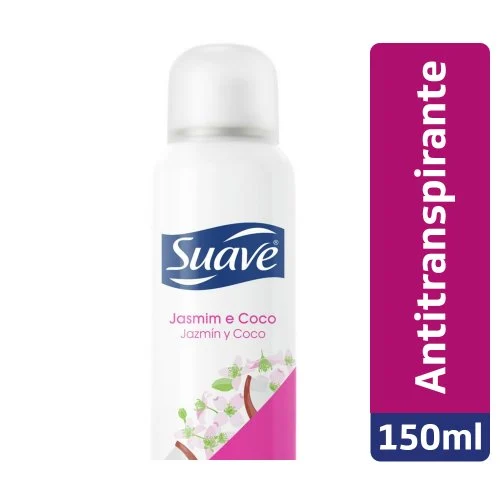 Suave®
Jasmim e Coco
Jazmín y Coco
Antitranspirante
150ml